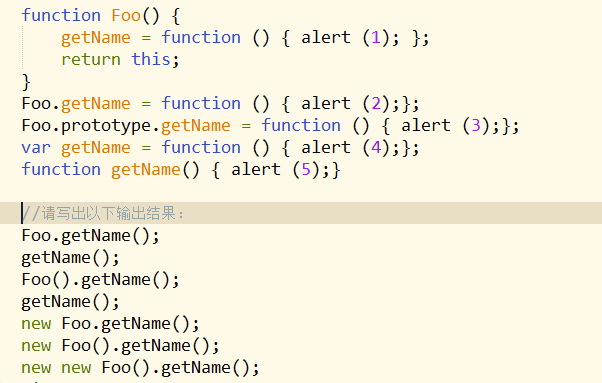 function Foo() {
    getName = function () { alert (1); };
    return this;
}
Foo.getName = function () { alert (2);};
Foo.prototype.getName = function () { alert (3);};
var getName = function () { alert (4);};
function getName() { alert (5);}

//请写出以下输出结果：
Foo.getName();
getName();
Foo().getName();
getName();
new Foo.getName();
new Foo().getName();
new new Foo().getName();